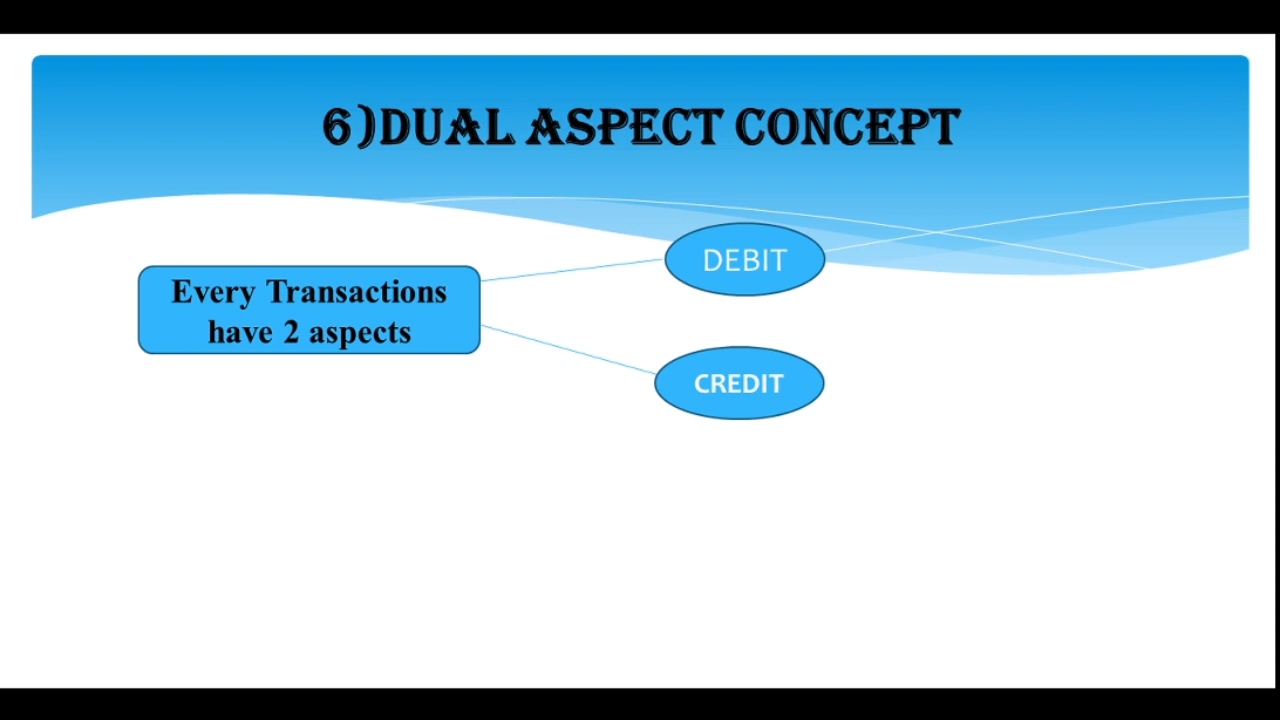 6)DUAL ASPECT CONCEPT
Every Transactions
have 2 aspects
DEBIT
CREDIT